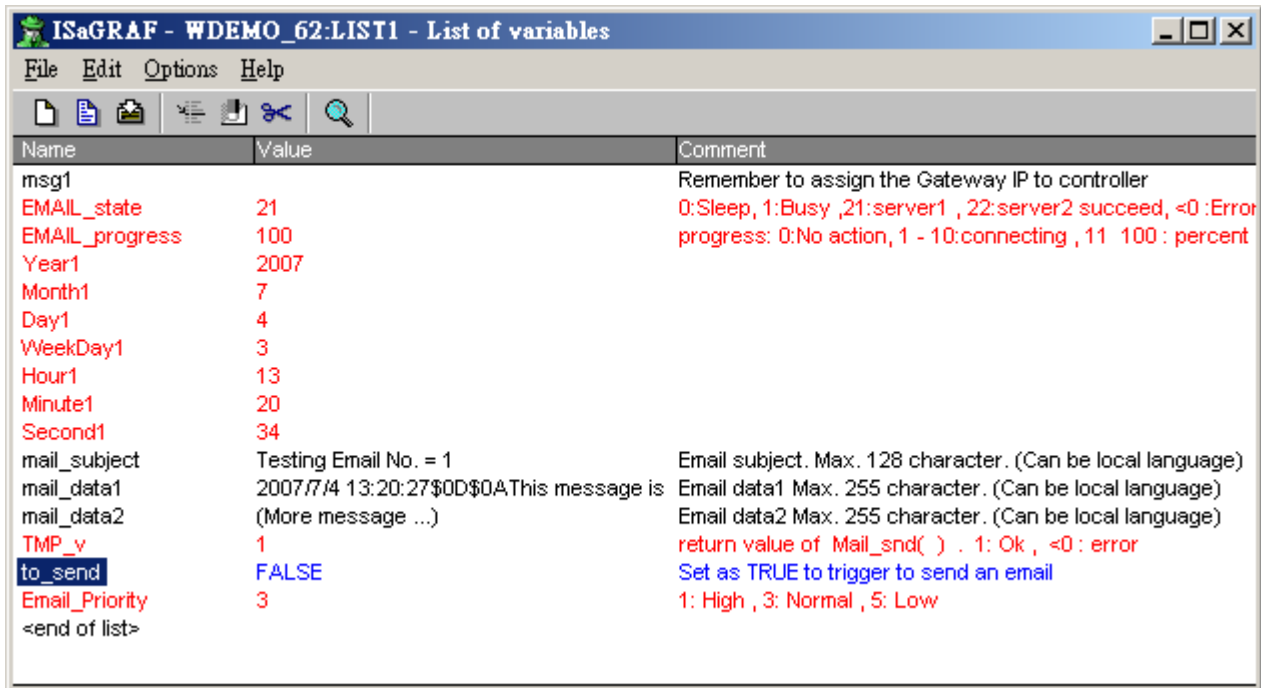 ISaGRAF - WDEMO_62:LIST1 - List of variables
File Edit Options Help
Name Value Comment
msg1 Remember to assign the Gateway IP to controller
EMAIL_state 21 0:Sleep, 1:Busy ,21:server1 , 22:server2 succeed, <0 :Error
EMAIL_progress 100 progress: 0:No action, 1 - 10:connecting , 11 100 : percent
Year1 2007
Month1 7
Day1 4
WeekDay1 3
Hour1 13
Minute1 20
Second1 34
mail_subject Testing Email No. = 1 Email subject. Max. 128 character. (Can be local language)
mail_data1 2007/7/4 13:20:27$0D$0AThis message is Email data1 Max. 255 character. (Can be local language)
mail_data2 (More message ...) Email data2 Max. 255 character. (Can be local language)
TMP_v 1 return value of Mail_snd( ) . 1: Ok , <0 : error
to_send FALSE Set as TRUE to trigger to send an email
Email_Priority 3 1: High , 3: Normal , 5: Low
<end of list>